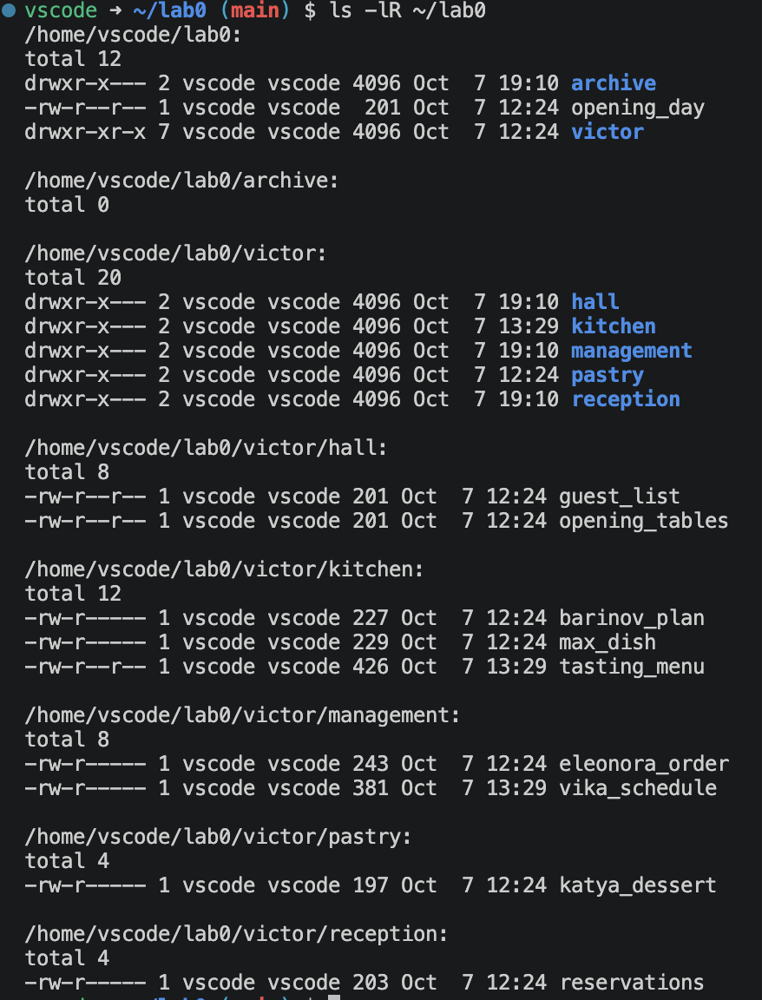 vscode → ~/lab0 (main) $ ls -lR ~/lab0
/home/vscode/lab0:
total 12
drwxr-x--- 2 vscode vscode 4096 Oct  7 19:10 archive
-rw-r--r-- 1 vscode vscode  201 Oct  7 12:24 opening_day
drwxr-xr-x 7 vscode vscode 4096 Oct  7 12:24 victor

/home/vscode/lab0/archive:
total 0

/home/vscode/lab0/victor:
total 20
drwxr-x--- 2 vscode vscode 4096 Oct  7 19:10 hall
drwxr-x--- 2 vscode vscode 4096 Oct  7 13:29 kitchen
drwxr-x--- 2 vscode vscode 4096 Oct  7 19:10 management
drwxr-x--- 2 vscode vscode 4096 Oct  7 12:24 pastry
drwxr-x--- 2 vscode vscode 4096 Oct  7 19:10 reception

/home/vscode/lab0/victor/hall:
total 8
-rw-r--r-- 1 vscode vscode 201 Oct  7 12:24 guest_list
-rw-r--r-- 1 vscode vscode 201 Oct  7 12:24 opening_tables

/home/vscode/lab0/victor/kitchen:
total 12
-rw-r----- 1 vscode vscode 227 Oct  7 12:24 barinov_plan
-rw-r----- 1 vscode vscode 229 Oct  7 12:24 max_dish
-rw-r--r-- 1 vscode vscode 426 Oct  7 13:29 tasting_menu

/home/vscode/lab0/victor/management:
total 8
-rw-r----- 1 vscode vscode 243 Oct  7 12:24 eleonora_order
-rw-r----- 1 vscode vscode 381 Oct  7 13:29 vika_schedule

/home/vscode/lab0/victor/pastry:
total 4
-rw-r----- 1 vscode vscode 197 Oct  7 12:24 katya_dessert

/home/vscode/lab0/victor/reception:
total 4
-rw-r----- 1 vscode vscode 203 Oct  7 12:24 reservations